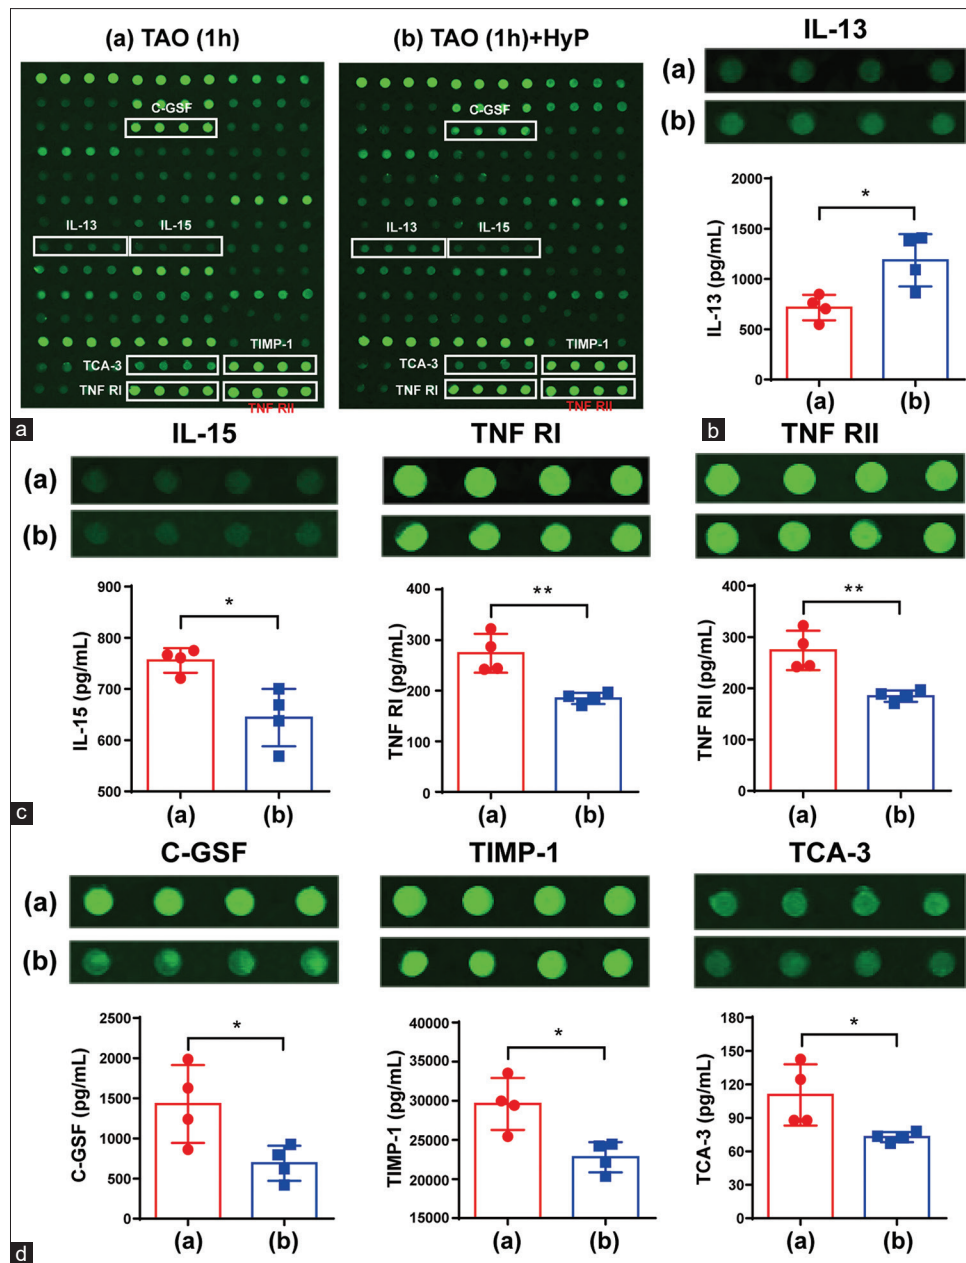 (a) TAO (1h)
(b) TAO (1h)+HyP
C-GSF
C-GSF
IL-13
IL-15
IL-13
IL-15
TIMP-1
TIMP-1
TCA-3
TCA-3
TNF RI
TNF RI
TNF RII
TNF RII
a
IL-13
(a)
(b)
2000
1500
1000
500
0
IL-13 (pg/mL)
*
(a)
(b)
b
IL-15
TNF RI
TNF RII
(a)
(b)
900
800
700
600
500
IL-15 (pg/mL)
*
(a)
(b)
400
300
200
100
0
TNF RI (pg/mL)
**
(a)
(b)
400
300
200
100
0
TNF RII (pg/mL)
**
(a)
(b)
c
C-GSF
TIMP-1
TCA-3
(a)
(b)
2500
2000
1500
1000
500
0
C-GSF (pg/mL)
*
(a)
(b)
40000
35000
30000
25000
20000
15000
TIMP-1 (pg/mL)
*
(a)
(b)
180
150
120
90
60
30
0
TCA-3 (pg/mL)
*
(a)
(b)
d